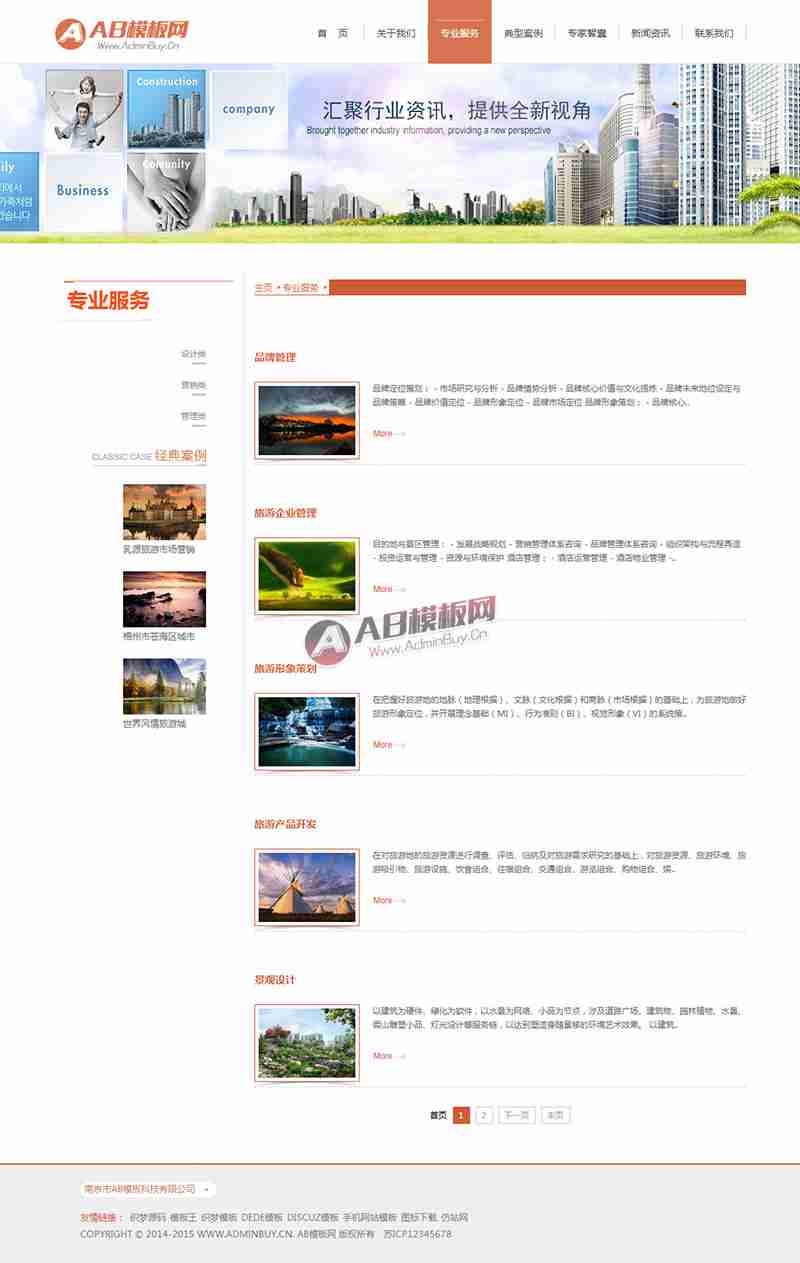 AB模板网
Www.AdminBuy.Cn
首 页 关于我们 专业服务 典型案例 专家智囊 新闻资讯 联系我们
Construction
company
汇聚行业资讯，提供全新视角
Brought together industry information, providing a new perspective
ily
Business
Comunity
专业服务
主页 • 专业服务 •
设计类
营销类
管理类
CLASSIC CASE 经典案例
乳源旅游市场营销
梧州市苍海区城市
世界风情旅游城
品牌管理
品牌定位策划： - 市场研究与分析 - 品牌情势分析 - 品牌核心价值与文化提炼 - 品牌未来地位设定与
品牌策略 - 品牌价值定位 - 品牌形象定位 - 品牌市场定位 品牌形象策划： - 品牌核心..
More
旅游企业管理
目的地与景区管理： - 发展战略规划 - 营销管理体系咨询 - 品牌管理体系咨询 - 组织架构与流程再造
- 投资运营与管理 - 资源与环境保护 酒店管理： - 酒店运营管理 - 酒店物业管理 -..
More
AB模板网
Www.AdminBuy.Cn
旅游形象策划
在把握好旅游地的地脉（地理根据）、文脉（文化根据）和商脉（市场根据）的基础上，为旅游地做好
旅游形象定位，并开展理念基础（MI）、行为准则（BI）、视觉形象（VI）的系统策..
More
旅游产品开发
在对旅游地的旅游资源进行调查、评估、归纳及对旅游需求研究的基础上，对旅游资源、旅游环境、旅
游吸引物、旅游设施、饮食组合、住宿组合、交通组合、游览组合、购物组合、娱..
More
景观设计
以建筑为硬件、绿化为软件，以水景为网络、小品为节点，涉及道路广场、建筑物、园林植物、水景、
假山雕塑小品、灯光设计等服务链，以达到塑造身随景移的环境艺术效果。 以建筑..
More
首页 1 2 下一页 末页
南京市AB模板科技有限公司
友情链接： 织梦源码 模板王 织梦模板 DEDE模板 DISCUZ模板 手机网站模板 图标下载 仿站网
COPYRIGHT © 2014-2015 WWW.ADMINBUY.CN. AB模板网 版权所有 苏ICP12345678